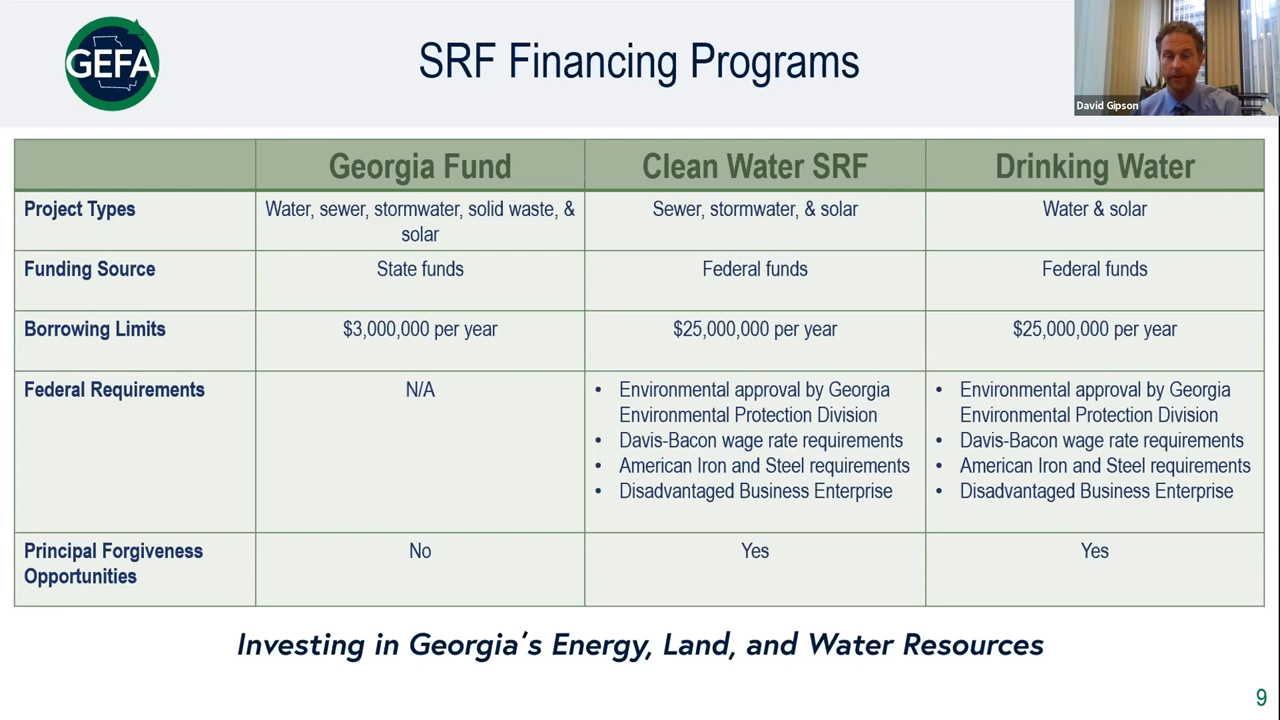 GEFA
SRF Financing Programs
David Gipson
Georgia Fund
Clean Water SRF
Drinking Water
Project Types
Water, sewer, stormwater, solid waste, &
solar
Sewer, stormwater, & solar
Water & solar
Funding Source
State funds
Federal funds
Federal funds
Borrowing Limits
$3,000,000 per year
$25,000,000 per year
$25,000,000 per year
Federal Requirements
N/A
• Environmental approval by Georgia
Environmental Protection Division
• Davis-Bacon wage rate requirements
• American Iron and Steel requirements
• Disadvantaged Business Enterprise
• Environmental approval by Georgia
Environmental Protection Division
• Davis-Bacon wage rate requirements
• American Iron and Steel requirements
• Disadvantaged Business Enterprise
Principal Forgiveness
Opportunities
No
Yes
Yes
Investing in Georgia's Energy, Land, and Water Resources
9